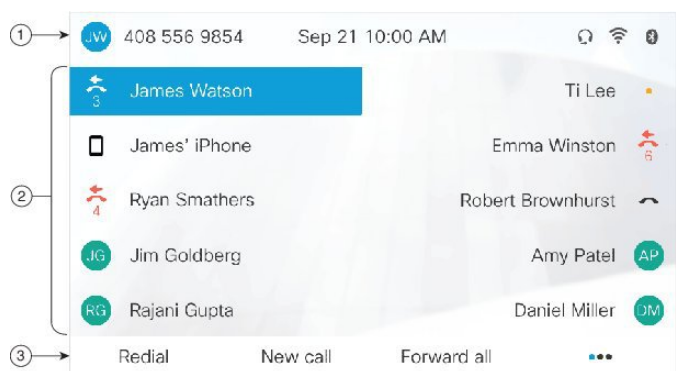 1 JW 408 556 9854 Sep 21 10:00 AM
3 James Watson Ti Lee
James' iPhone Emma Winston 6
2
4 Ryan Smathers Robert Brownhurst
JG Jim Goldberg Amy Patel AP
RG Rajani Gupta Daniel Miller DM
3 Redial New call Forward all